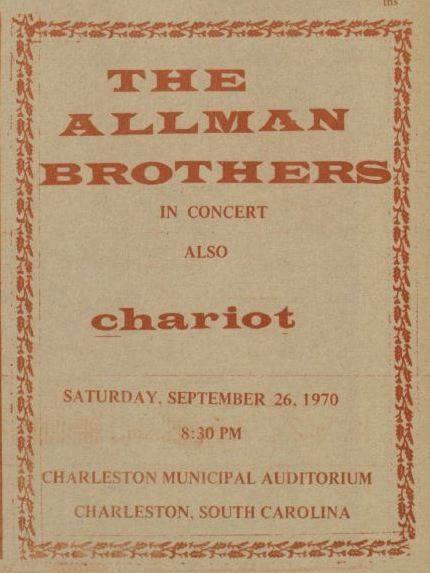 THE
ALLMAN
BROTHERS
IN CONCERT
ALSO
chariot
SATURDAY, SEPTEMBER 26, 1970
8:30 PM
CHARLESTON MUNICIPAL AUDITORIUM
CHARLESTON, SOUTH CAROLINA